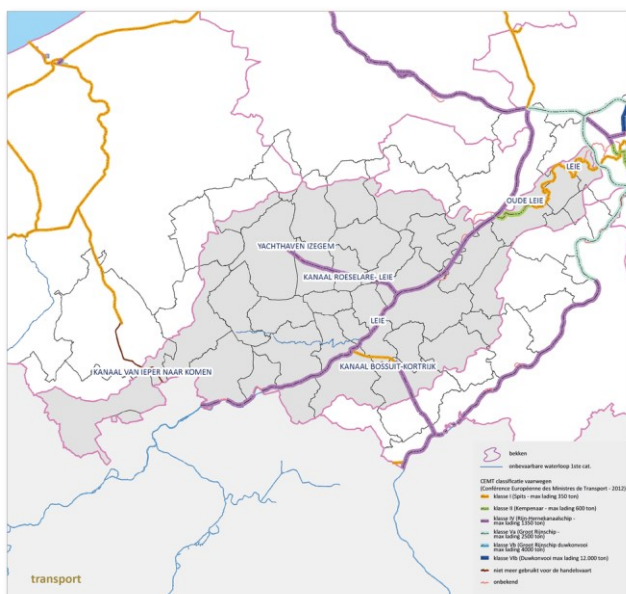 LEIE
OUDE LEIE
YACHTHAVEN IZEGEM
KANAAL ROESELARE- LEIE
LEIE
KANAAL VAN IEPER NAAR KOMEN
KANAAL BOSSUIT-KORTRIJK
bekken
onbevaarbare waterloop 1ste cat.
CEMT classificatie vaarwegen
(Conférence Européenne des Ministres de Transport - 2012)
klasse I (Spits - max lading 350 ton)
klasse II (Kempenaar - max lading 600 ton)
klasse IV (Rijn-Hernekanaalschip -
max lading 1350 ton)
klasse Va (Groot Rijnschip -
max lading 2500 ton)
klasse Vb (Groot Rijnschip duwkonvooi
max lading 4000 ton)
klasse VIb (Duwkonvooi max lading 12.000 ton)
niet meer gebruikt voor de handelsvaart
onbekend
transport